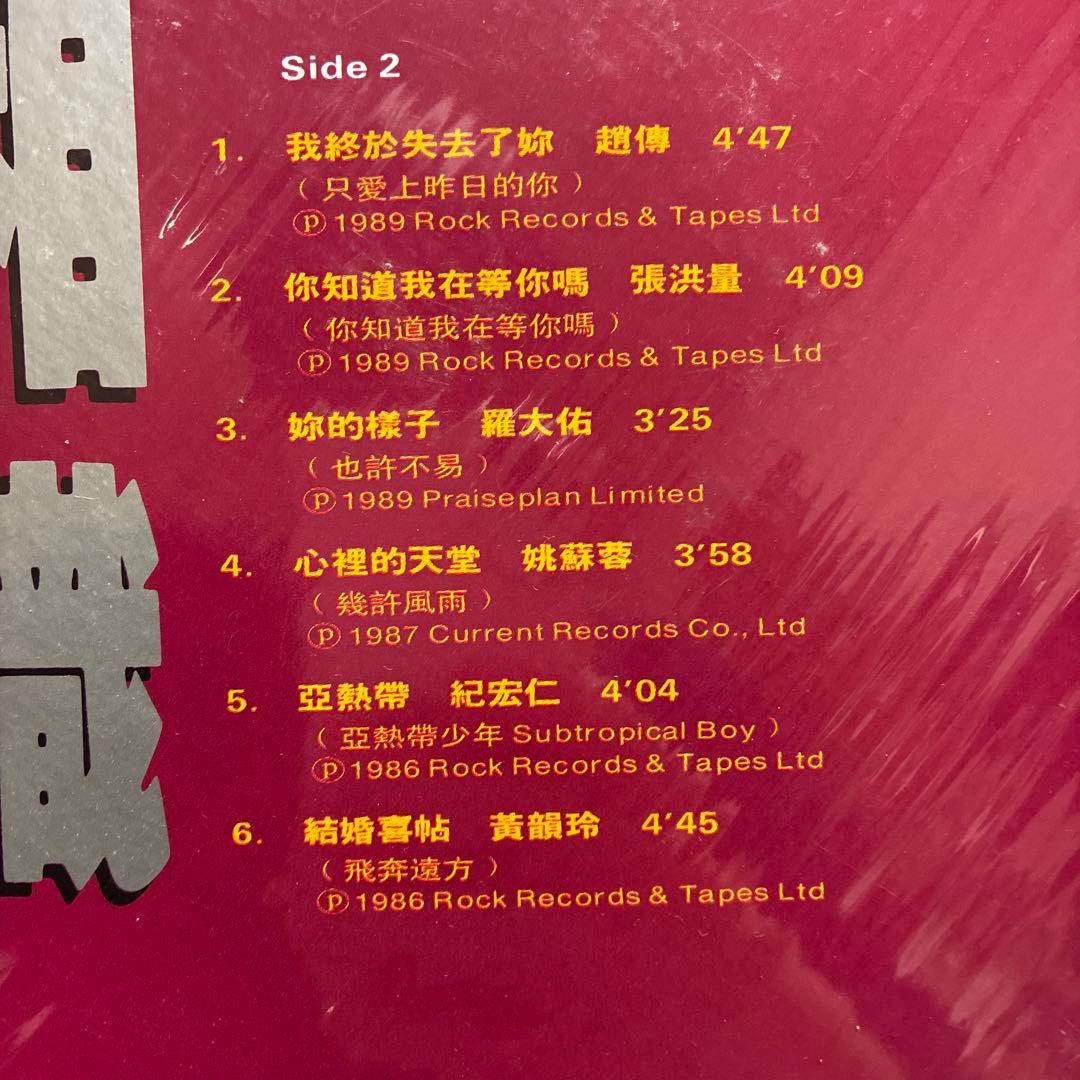 Side 2
1. 我終於失去了妳 趙傳 4'47
（只愛上昨日的你）
Ⓟ 1989 Rock Records & Tapes Ltd
2. 你知道我在等你嗎 張洪量 4'09
（你知道我在等你嗎）
Ⓟ 1989 Rock Records & Tapes Ltd
3. 妳的樣子 羅大佑 3'25
（也許不易）
Ⓟ 1989 Praiseplan Limited
4. 心裡的天堂 姚蘇蓉 3'58
（幾許風雨）
Ⓟ 1987 Current Records Co., Ltd
5. 亞熱帶 紀宏仁 4'04
（亞熱帶少年 Subtropical Boy）
Ⓟ 1986 Rock Records & Tapes Ltd
6. 結婚喜帖 黃韻玲 4'45
（飛奔遠方）
Ⓟ 1986 Rock Records & Tapes Ltd